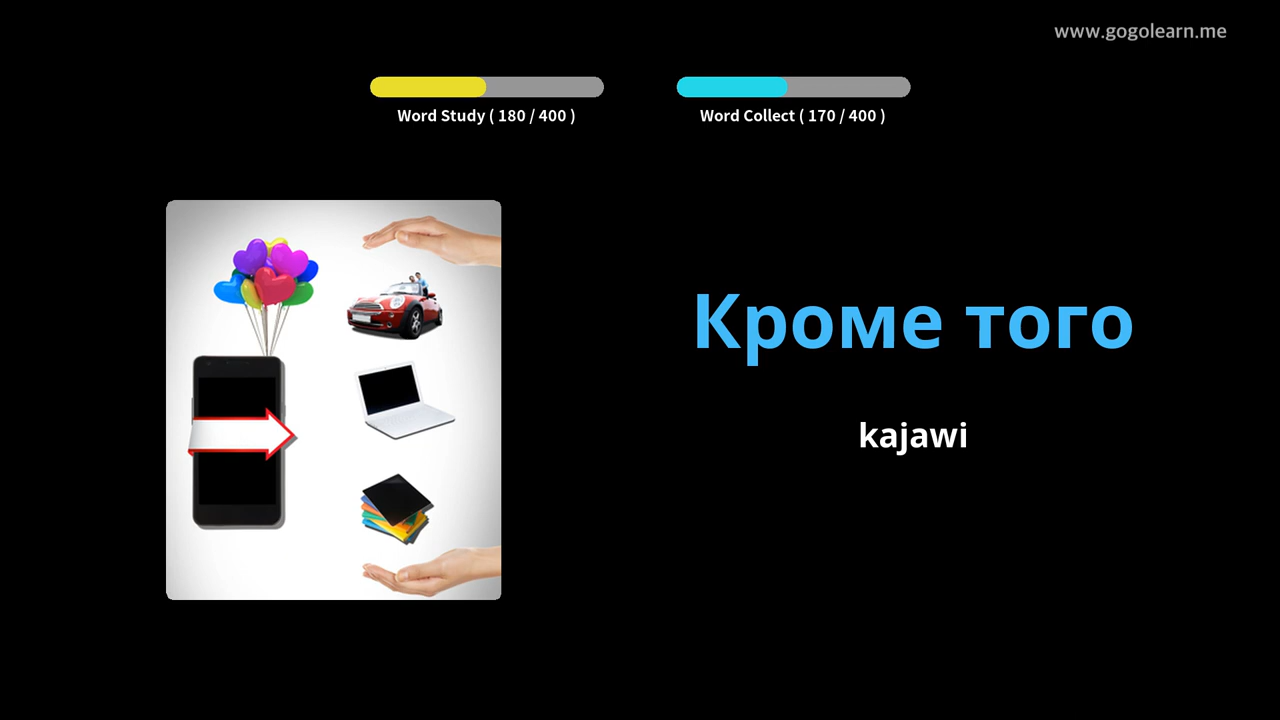 www.gogolearn.me
Word Study ( 180 / 400 )
Word Collect ( 170 / 400 )
Кроме того
kajawi